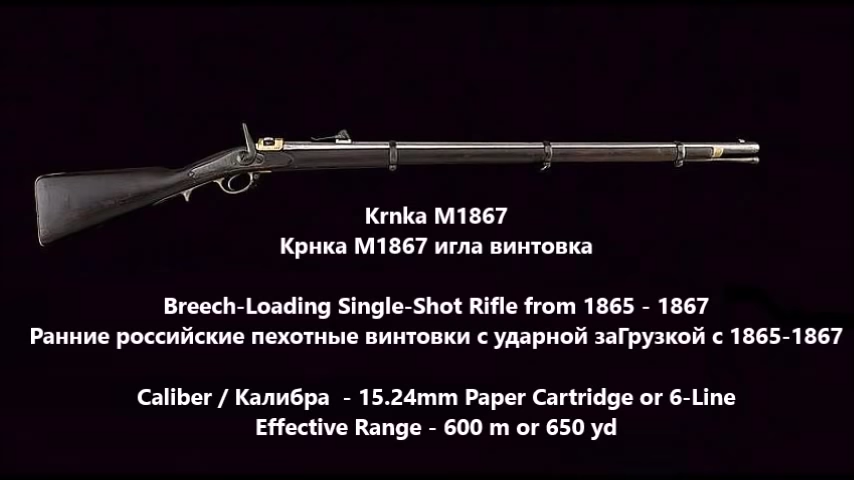 Krnka M1867
Крнка М1867 игла винтовка
Breech-Loading Single-Shot Rifle from 1865 - 1867
Ранние российские пехотные винтовки с ударной заГрузкой с 1865-1867
Caliber / Калибра - 15.24mm Paper Cartridge or 6-Line
Effective Range - 600 m or 650 yd